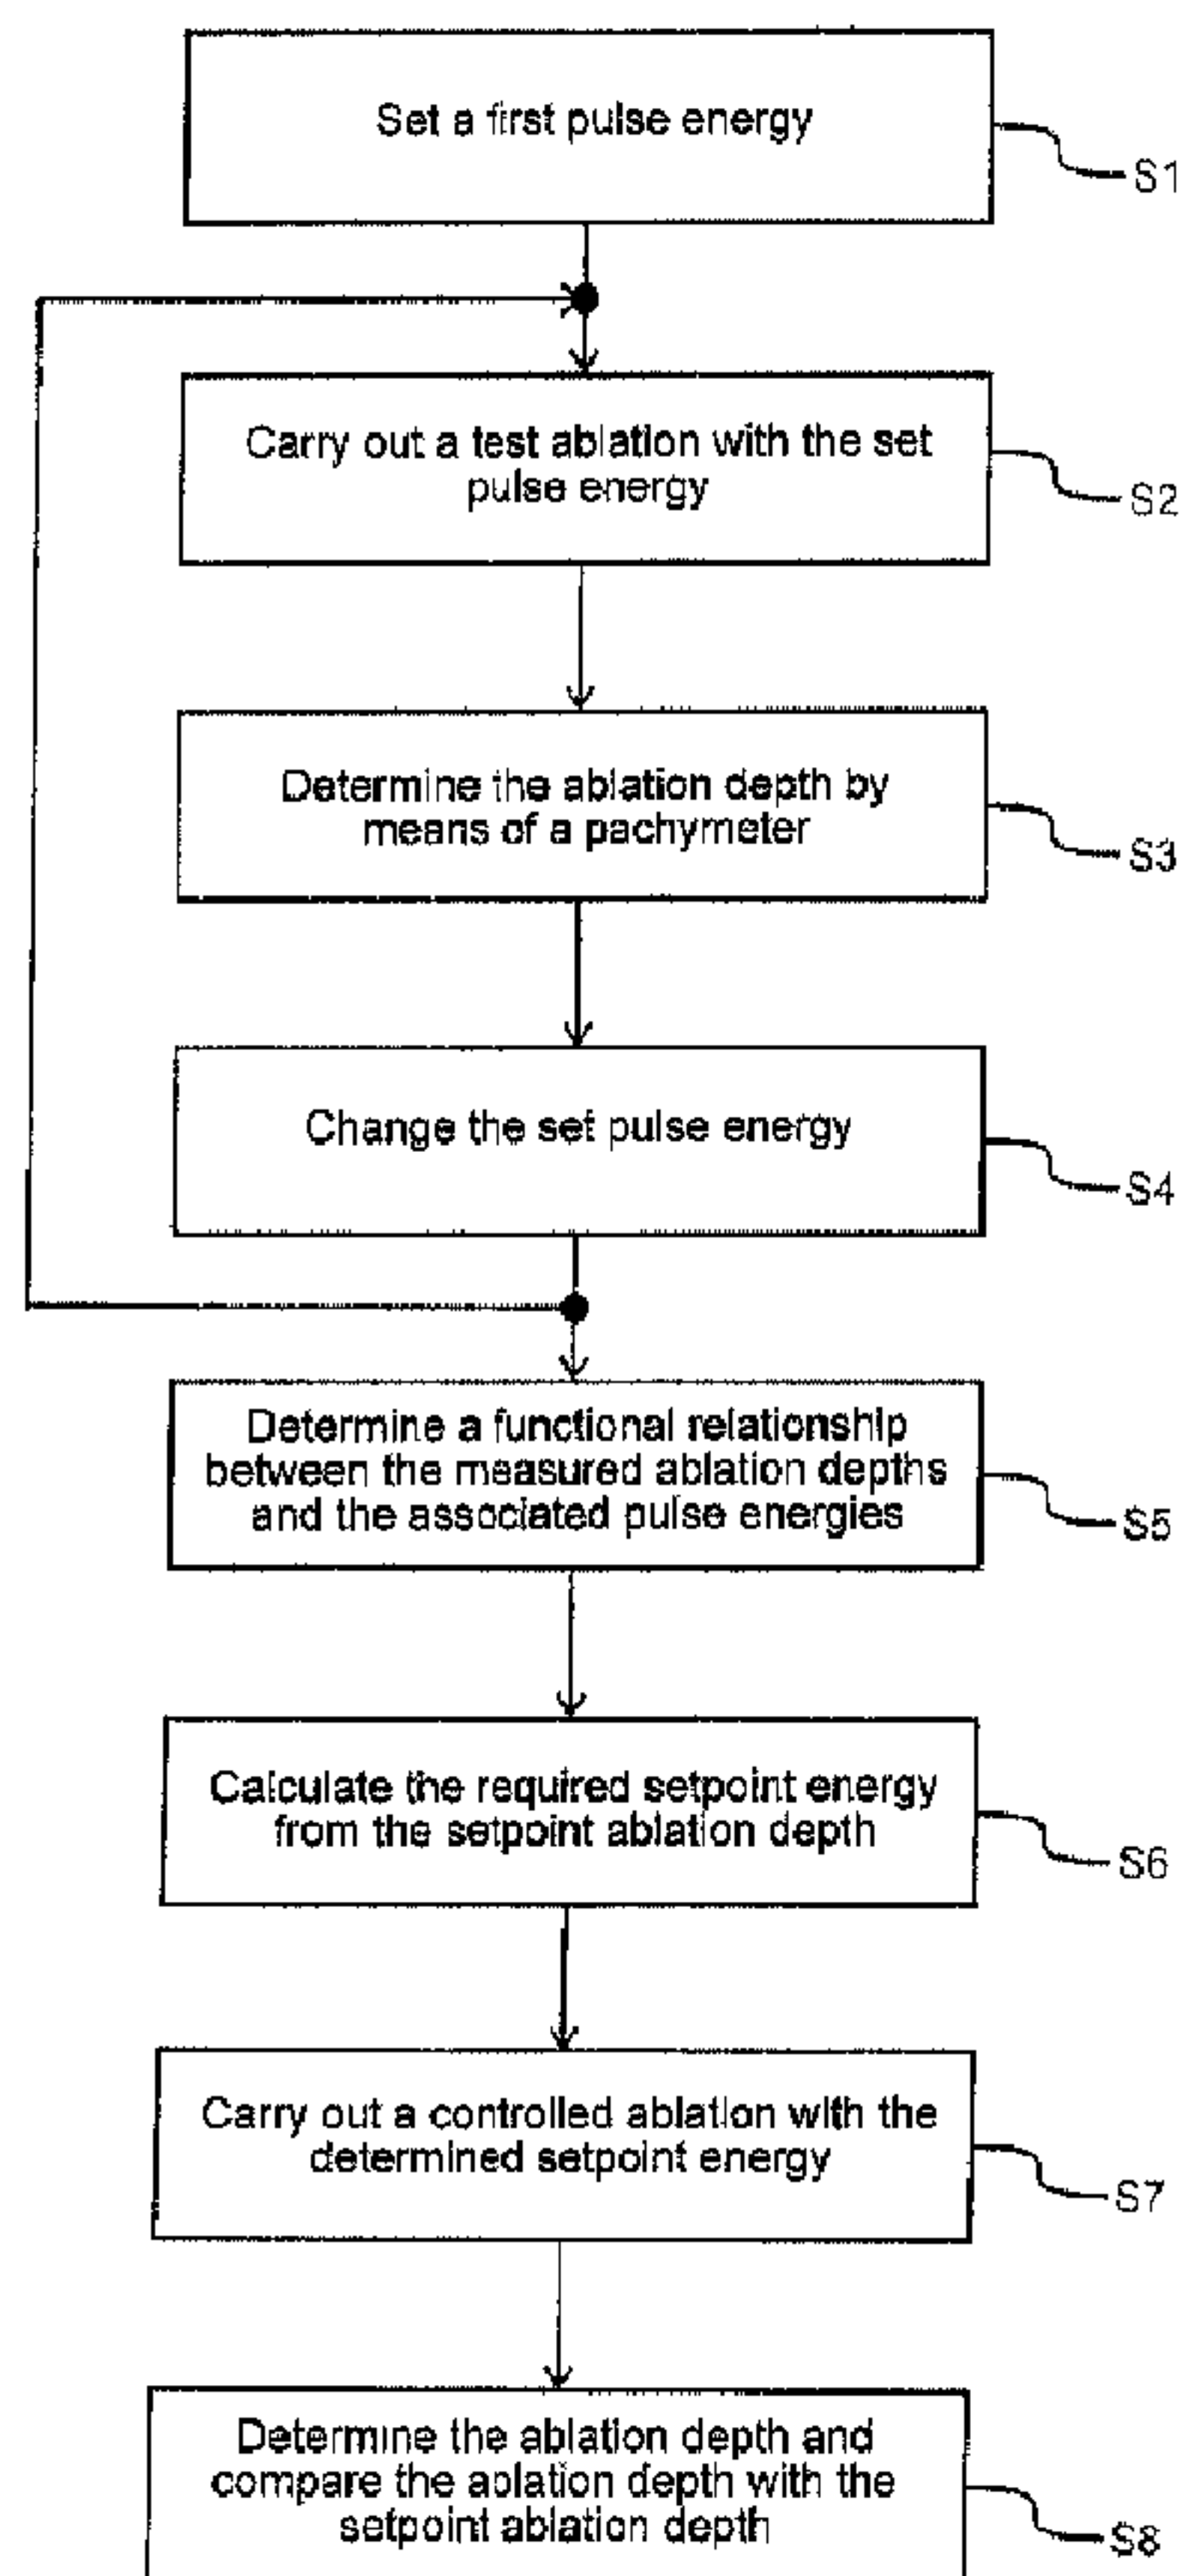 Set a first pulse energy
S1
Carry out a test ablation with the set
pulse energy
S2
Determine the ablation depth by
means of a pachymeter
S3
Change the set pulse energy
S4
Determine a functional relationship
between the measured ablation depths
and the associated pulse energies
S5
Calculate the required setpoint energy
from the setpoint ablation depth
S6
Carry out a controlled ablation with the
determined setpoint energy
S7
Determine the ablation depth and
compare the ablation depth with the
setpoint ablation depth
S8